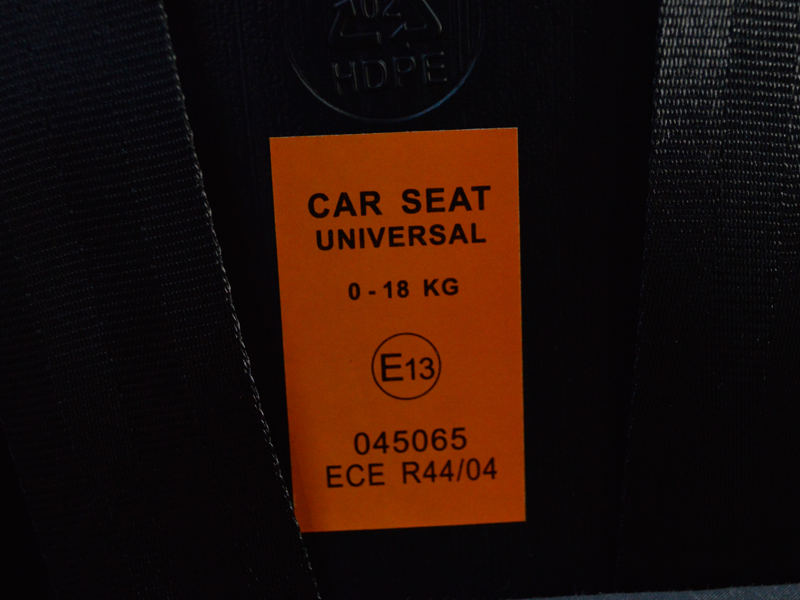 HDPE
CAR SEAT
UNIVERSAL
0 - 18 KG
E13
045065
ECE R44/04